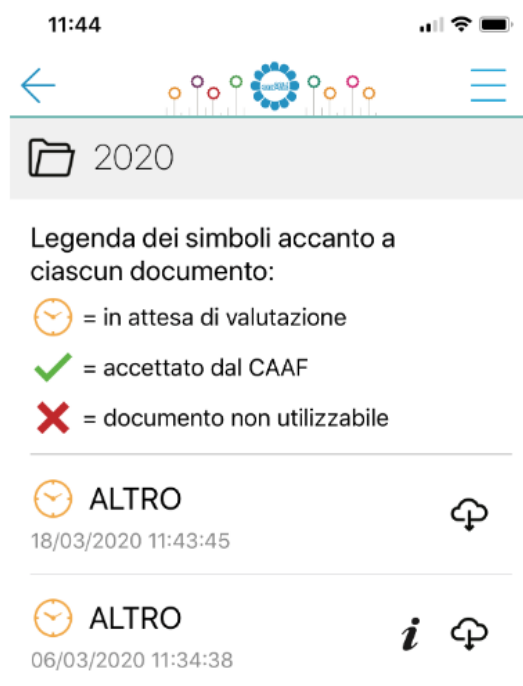 11:44
2020
Legenda dei simboli accanto a
ciascun documento:
= in attesa di valutazione
= accettato dal CAAF
= documento non utilizzabile
ALTRO
18/03/2020 11:43:45
ALTRO
i
06/03/2020 11:34:38